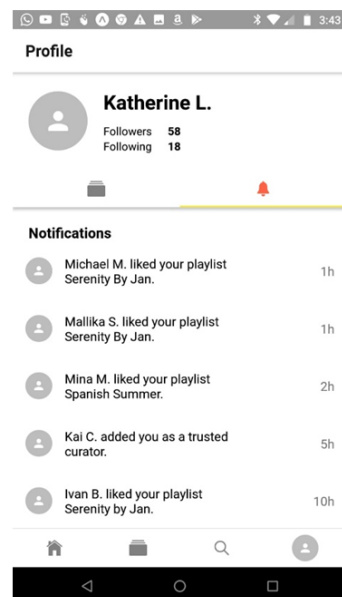 3:43
Profile
Katherine L.
Followers 58
Following 18
Notifications
Michael M. liked your playlist
Serenity By Jan.
1h
Mallika S. liked your playlist
Serenity By Jan.
1h
Mina M. liked your playlist
Spanish Summer.
2h
Kai C. added you as a trusted
curator.
5h
Ivan B. liked your playlist
Serenity by Jan.
10h